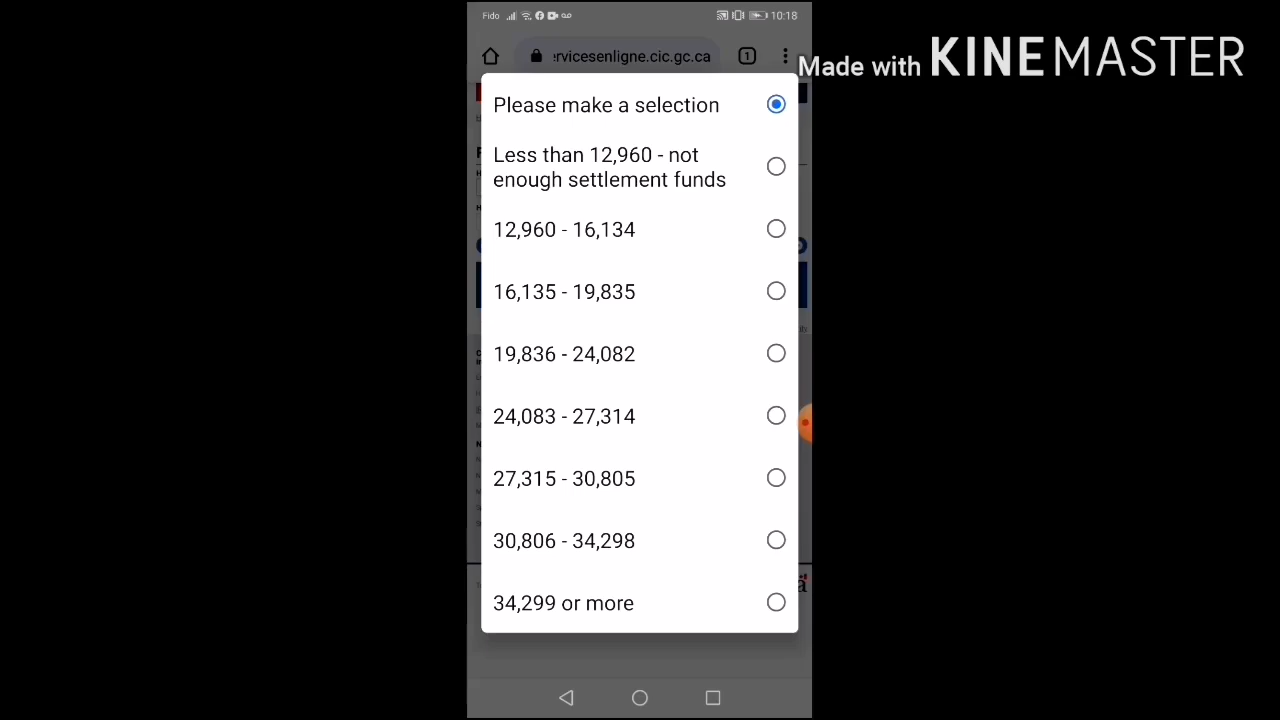 Fido 10:18
ervicesenligne.cic.gc.ca 1
Made with KINEMASTER
Please make a selection
Less than 12,960 - not
enough settlement funds
12,960 - 16,134
16,135 - 19,835
19,836 - 24,082
24,083 - 27,314
27,315 - 30,805
30,806 - 34,298
34,299 or more